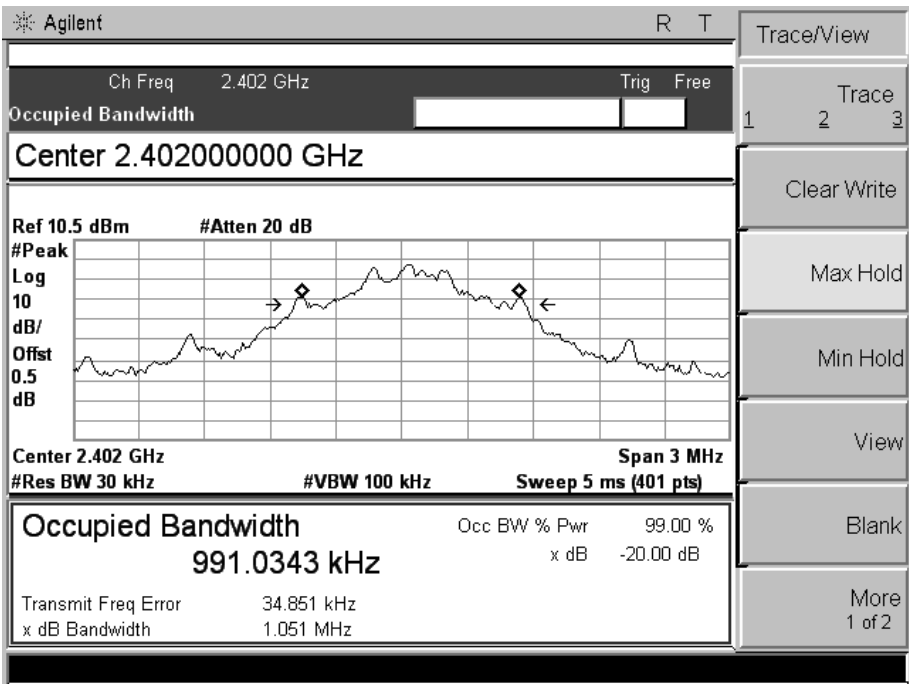 Agilent R T
Ch Freq 2.402 GHz Trig Free
Occupied Bandwidth
Center 2.402000000 GHz
Ref 10.5 dBm #Atten 20 dB
#Peak
Log
10
dB/
Offst
0.5
dB
Center 2.402 GHz Span 3 MHz
#Res BW 30 kHz #VBW 100 kHz Sweep 5 ms (401 pts)
Occupied Bandwidth
991.0343 kHz
Occ BW % Pwr 99.00 %
x dB -20.00 dB
Transmit Freq Error 34.851 kHz
x dB Bandwidth 1.051 MHz
Trace/View
Trace
1 2 3
Clear Write
Max Hold
Min Hold
View
Blank
More
1 of 2